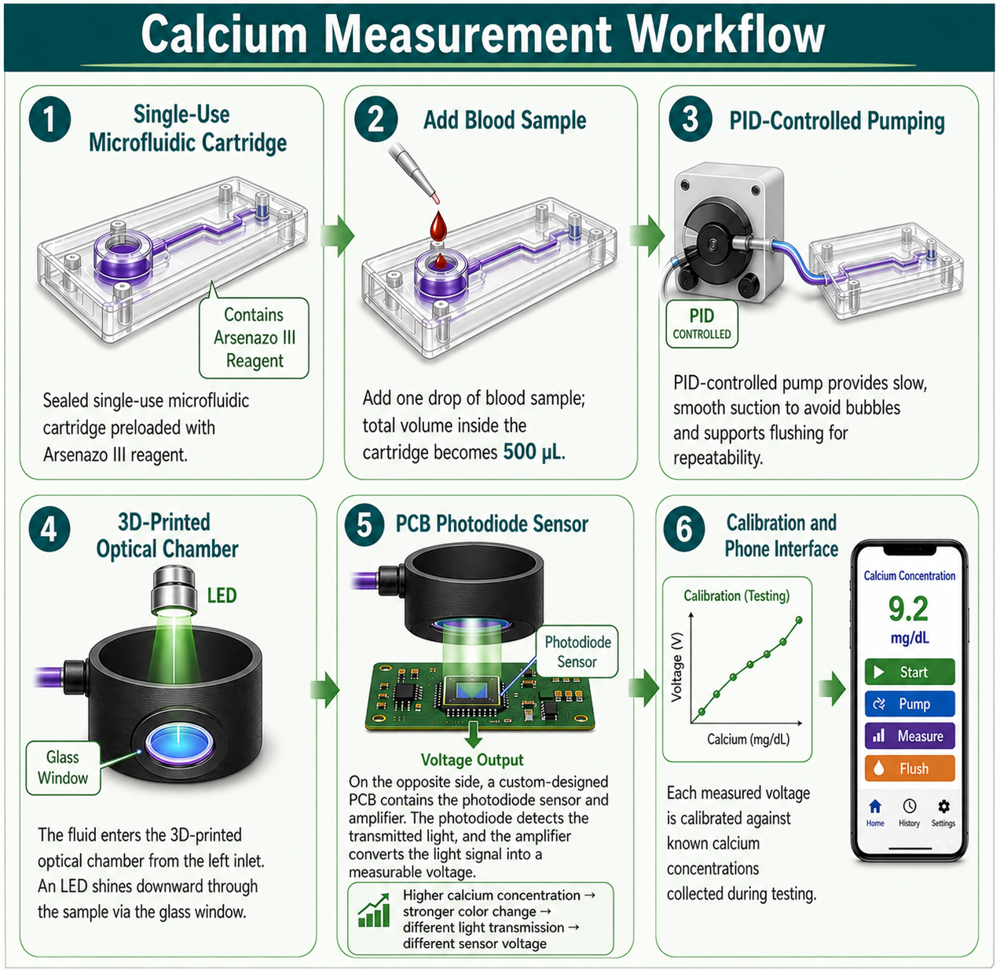 Calcium Measurement Workflow
1
Single-Use
Microfluidic Cartridge
Contains
Arsenazo III
Reagent
Sealed single-use microfluidic
cartridge preloaded with
Arsenazo III reagent.
2
Add Blood Sample
Add one drop of blood sample;
total volume inside the
cartridge becomes 500 µL.
3
PID-Controlled Pumping
PID
CONTROLLED
PID-controlled pump provides slow,
smooth suction to avoid bubbles
and supports flushing for
repeatability.
4
3D-Printed
Optical Chamber
LED
Glass
Window
The fluid enters the 3D-printed
optical chamber from the left inlet.
An LED shines downward through
the sample via the glass window.
5
PCB Photodiode Sensor
Photodiode
Sensor
Voltage Output
On the opposite side, a custom-designed
PCB contains the photodiode sensor and
amplifier. The photodiode detects the
transmitted light, and the amplifier
converts the light signal into a
measurable voltage.
Higher calcium concentration →
stronger color change →
different light transmission →
different sensor voltage
6
Calibration and
Phone Interface
Calibration (Testing)
Voltage (V)
Calcium (mg/dL)
Each measured voltage
is calibrated against
known calcium
concentrations
collected during testing.
Calcium Concentration
9.2
mg/dL
Start
Pump
Measure
Flush
Home History Settings